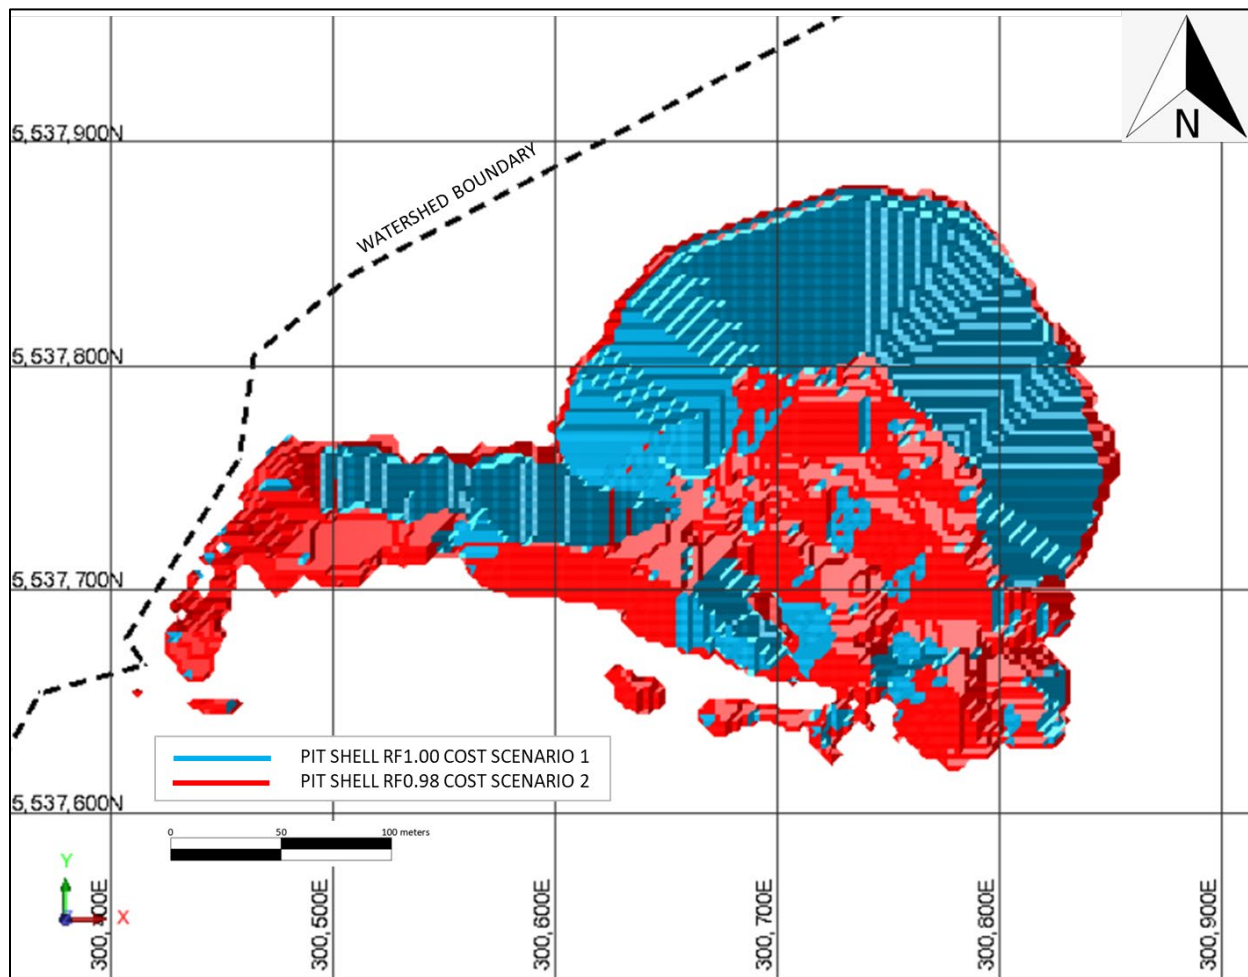 N
5,537,900N
WATERSHED BOUNDARY
5,537,800N
5,537,700N
PIT SHELL RF1.00 COST SCENARIO 1
PIT SHELL RF0.98 COST SCENARIO 2
5,537,600N
0 50 100 meters
Y
X
300,500E
300,600E
300,700E
300,800E
300,900E